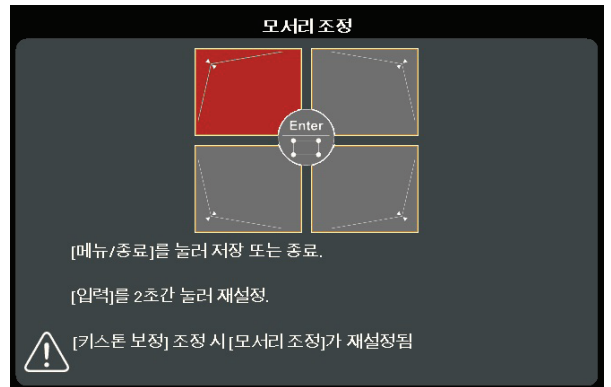 모서리 조정
Enter
[메뉴/종료]를 눌러 저장 또는 종료.
[입력]를 2초간 눌러 재설정.
[키스톤 보정] 조정 시 [모서리 조정]가 재설정됨